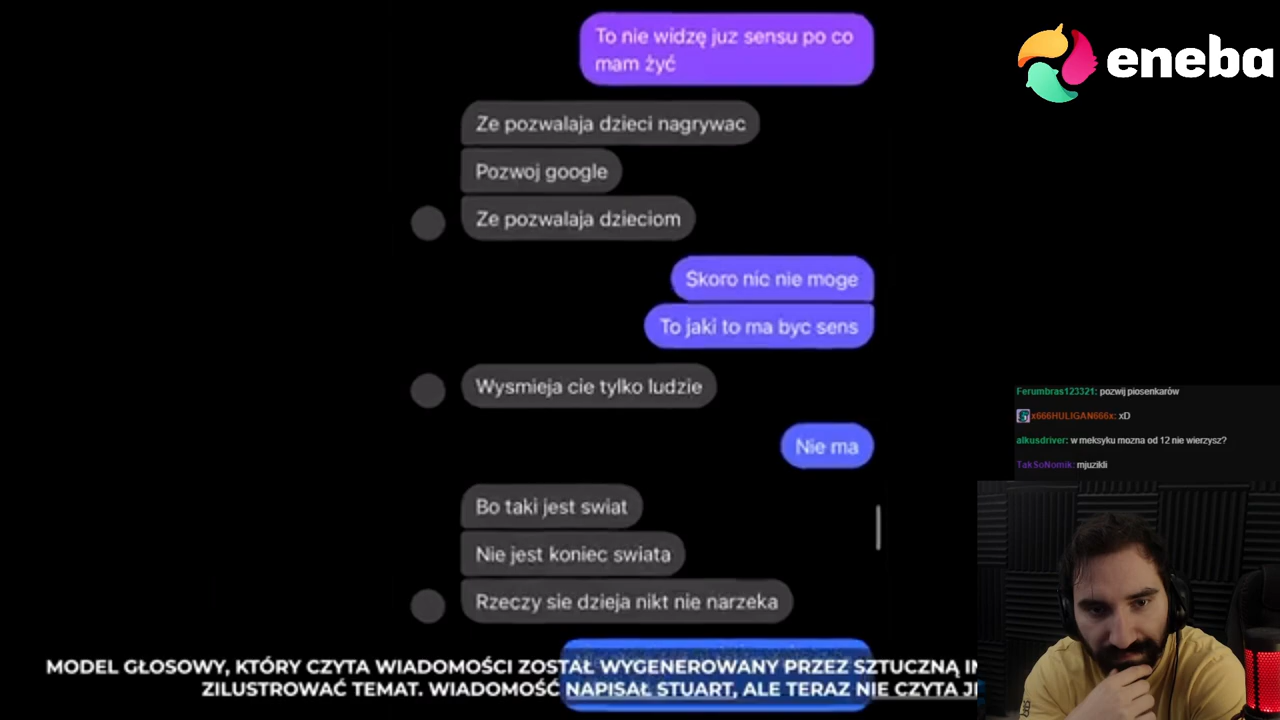 To nie widzę juz sensu po co
mam żyć
eneba
Ze pozwalaja dzieci nagrywac
Pozwoj google
Ze pozwalaja dzieciom
Skoro nic nie moge
To jaki to ma byc sens
Wysmieja cie tylko ludzie
Ferumbras123321: pozwij piosenkarów
x666HULIGAN666x: xD
alkusdriver: w meksyku mozna od 12 nie wierzysz?
TakSoNomik: mjuzikli
Nie ma
Bo taki jest swiat
Nie jest koniec swiata
Rzeczy sie dzieja nikt nie narzeka
MODEL GŁOSOWY, KTÓRY CZYTA WIADOMOŚCI ZOSTAŁ WYGENEROWANY PRZEZ SZTUCZNĄ
ZILUSTROWAĆ TEMAT. WIADOMOŚĆ NAPISAŁ STUART, ALE TERAZ NIE CZYTA